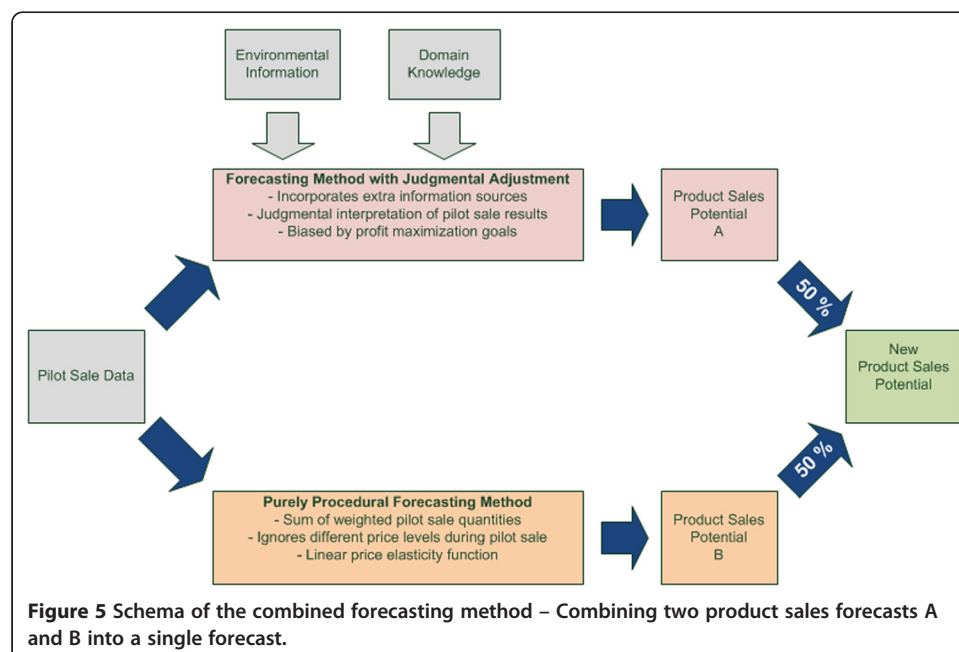 Environmental
Information
Domain
Knowledge
Forecasting Method with Judgmental Adjustment
- Incorporates extra information sources
- Judgmental interpretation of pilot sale results
- Biased by profit maximization goals
Product Sales
Potential
A
50 %
Pilot Sale Data
New
Product Sales
Potential
50 %
Purely Procedural Forecasting Method
- Sum of weighted pilot sale quantities
- Ignores different price levels during pilot sale
- Linear price elasticity function
Product Sales
Potential
B
Figure 5 Schema of the combined forecasting method – Combining two product sales forecasts A
and B into a single forecast.